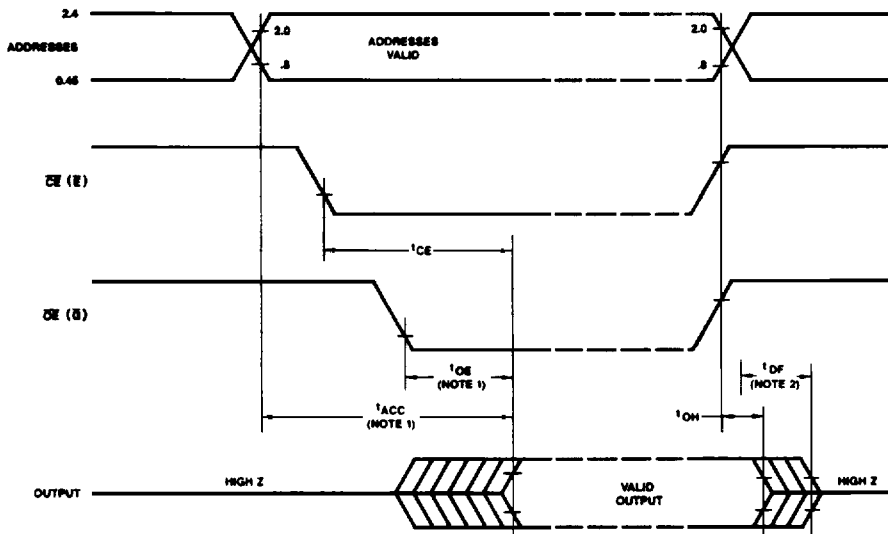 2.4
ADDRESSES
0.45
2.0
.8
ADDRESSES
VALID
2.0
.8
CE (E)
tCE
OE (G)
tOE
(NOTE 1)
tACC
(NOTE 1)
tDF
(NOTE 2)
tOH
OUTPUT
HIGH Z
VALID
OUTPUT
HIGH Z